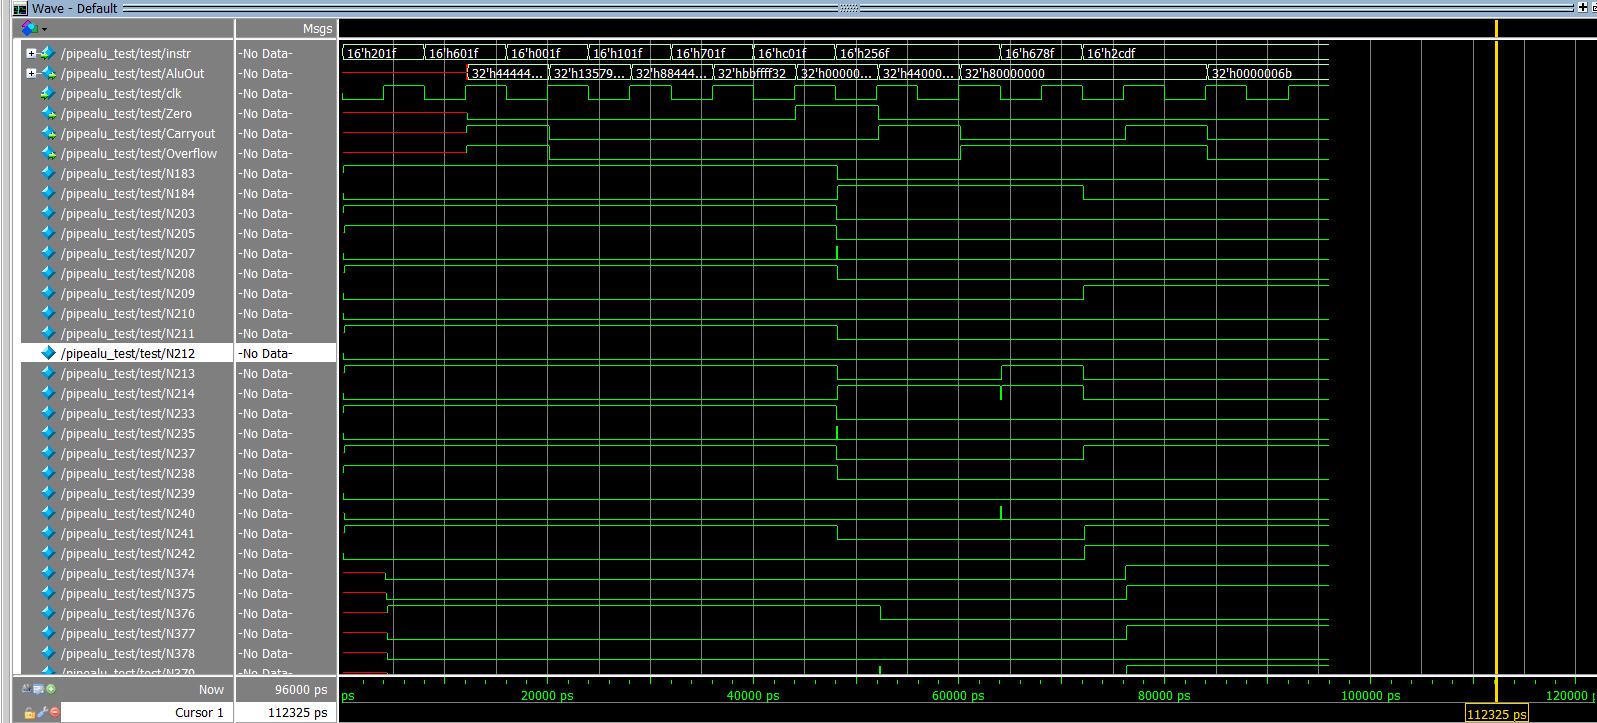 Wave - Default
Msgs
/pipealu_test/test/instr -No Data- 16'h201f 16'h601f 16'h001f 16'h101f 16'h701f 16'hc01f 16'h256f 16'h678f 16'h2cdf
/pipealu_test/test/AluOut -No Data- 32'h44444... 32'h13579... 32'h88444... 32'hbbffff32 32'h00000... 32'h44000... 32'h80000000 32'h0000006b
/pipealu_test/test/clk -No Data-
/pipealu_test/test/Zero -No Data-
/pipealu_test/test/Carryout -No Data-
/pipealu_test/test/Overflow -No Data-
/pipealu_test/test/N183 -No Data-
/pipealu_test/test/N184 -No Data-
/pipealu_test/test/N203 -No Data-
/pipealu_test/test/N205 -No Data-
/pipealu_test/test/N207 -No Data-
/pipealu_test/test/N208 -No Data-
/pipealu_test/test/N209 -No Data-
/pipealu_test/test/N210 -No Data-
/pipealu_test/test/N211 -No Data-
/pipealu_test/test/N212 -No Data-
/pipealu_test/test/N213 -No Data-
/pipealu_test/test/N214 -No Data-
/pipealu_test/test/N233 -No Data-
/pipealu_test/test/N235 -No Data-
/pipealu_test/test/N237 -No Data-
/pipealu_test/test/N238 -No Data-
/pipealu_test/test/N239 -No Data-
/pipealu_test/test/N240 -No Data-
/pipealu_test/test/N241 -No Data-
/pipealu_test/test/N242 -No Data-
/pipealu_test/test/N374 -No Data-
/pipealu_test/test/N375 -No Data-
/pipealu_test/test/N376 -No Data-
/pipealu_test/test/N377 -No Data-
/pipealu_test/test/N378 -No Data-
/pipealu_test/test/N379 -No Data-
Now 96000 ps ps 20000 ps 40000 ps 60000 ps 80000 ps 100000 ps 120000
Cursor 1 112325 ps 112325 ps